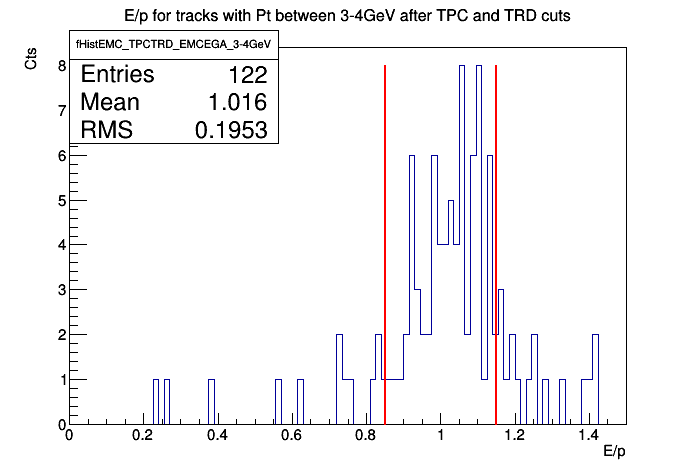 E/p for tracks with Pt between 3-4GeV after TPC and TRD cuts
fHistEMC_TPCTRD_EMCEGA_3-4GeV
Entries 122
Mean 1.016
RMS 0.1953
Cts
8
7
6
5
4
3
2
1
0
0 0.2 0.4 0.6 0.8 1 1.2 1.4
E/p